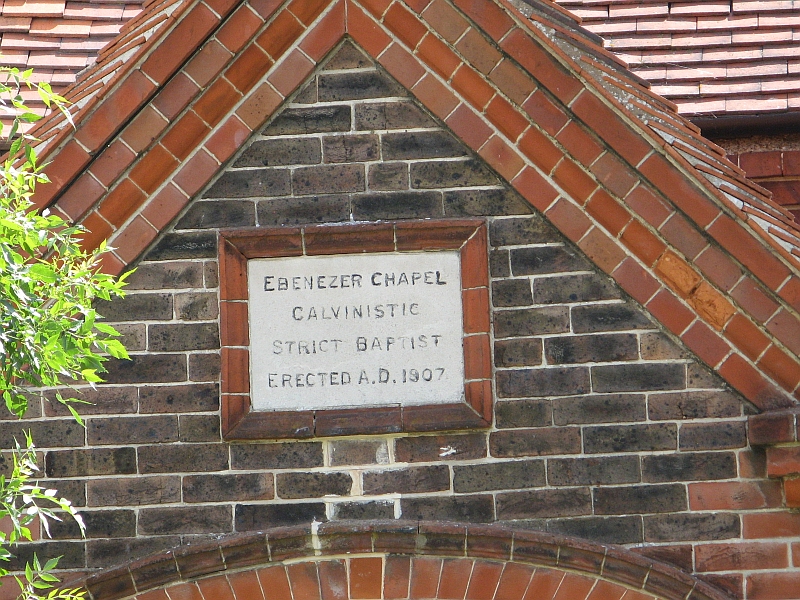 EBENEZER CHAPEL
CALVINISTIC
STRICT BAPTIST
ERECTED A.D. 1907.